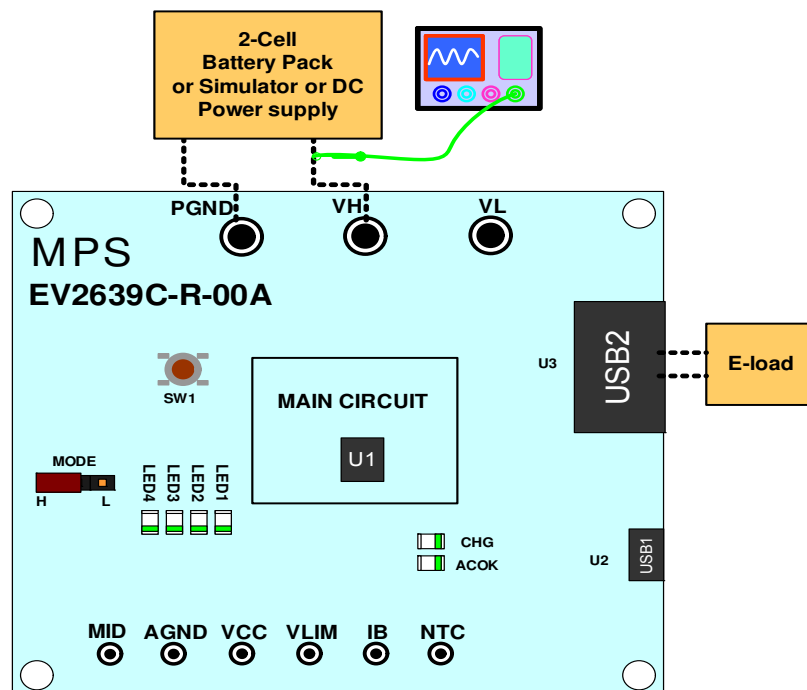 2-Cell
Battery Pack
or Simulator or DC
Power supply
PGND
VH
VL
MPS
EV2639C-R-00A
SW1
MAIN CIRCUIT
U1
U3
USB2
E-load
MODE
H
L
LED4
LED3
LED2
LED1
CHG
ACOK
U2
USB1
MID
AGND
VCC
VLIM
IB
NTC